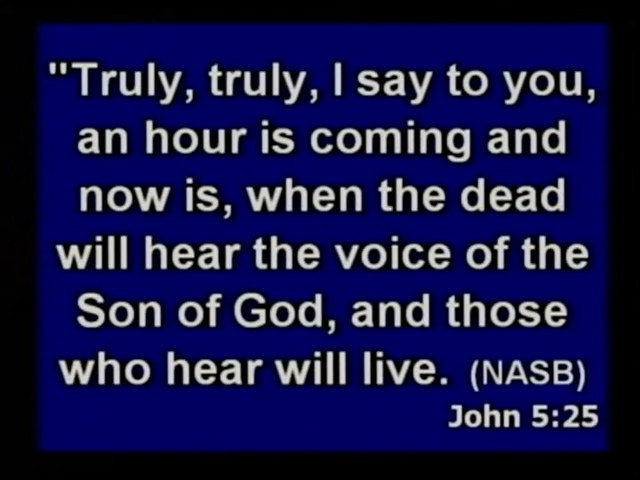 "Truly, truly, I say to you,
an hour is coming and
now is, when the dead
will hear the voice of the
Son of God, and those
who hear will live. (NASB)
John 5:25